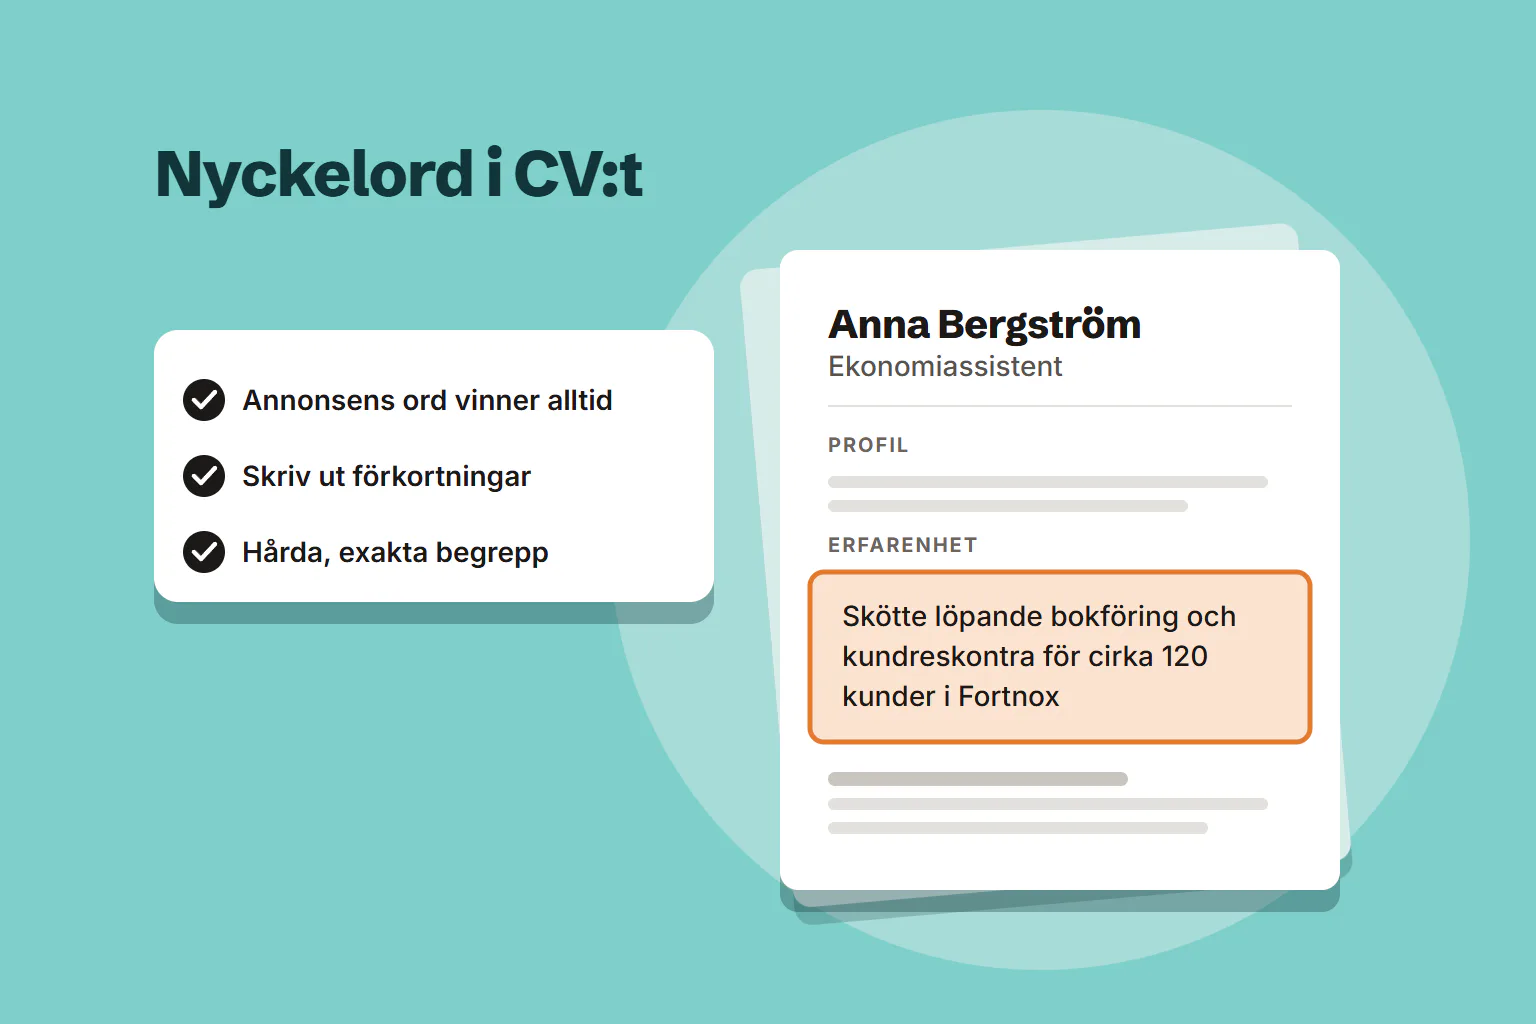 Nyckelord i CV:t
Annonsens ord vinner alltid
Skriv ut förkortningar
Hårda, exakta begrepp
Anna Bergström
Ekonomiassistent
PROFIL
ERFARENHET
Skötte löpande bokföring och
kundreskontra för cirka 120
kunder i Fortnox